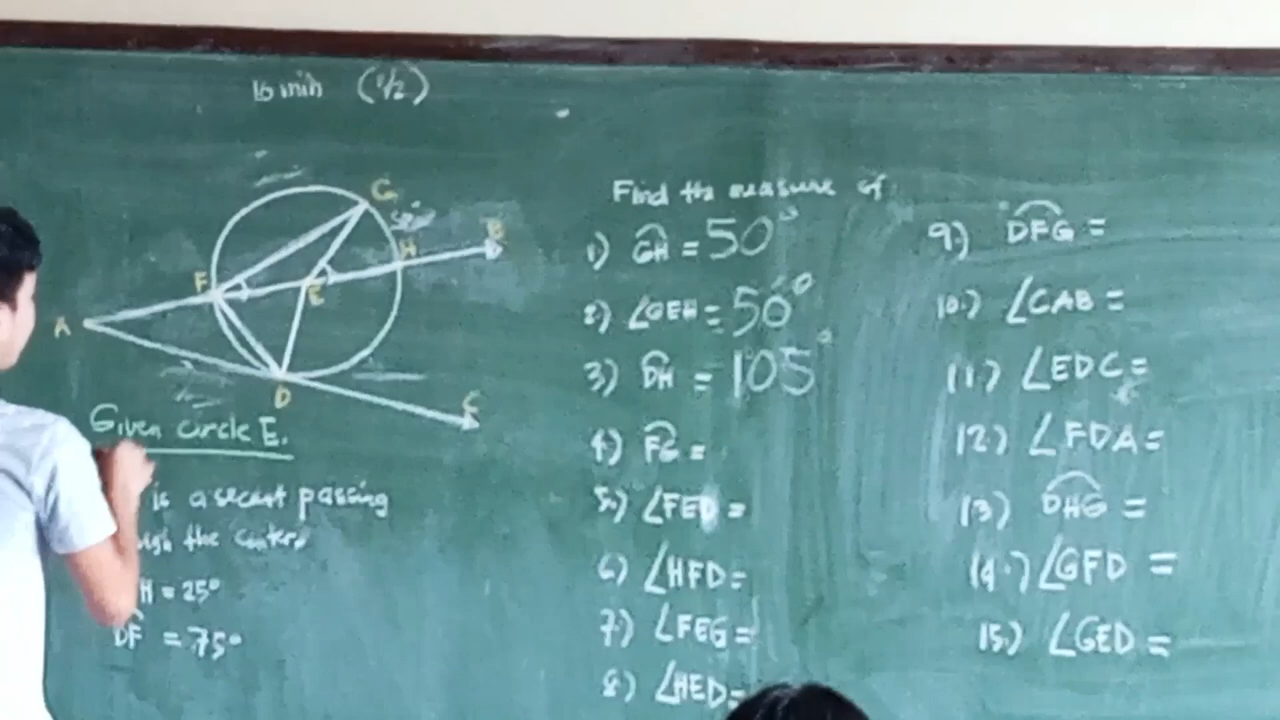 10 min (1/2)
G
50°
B
H
F
E
A
D
C
Given circle E.
is a secant passing
the center
H = 25°
DF = 75°
Find the measure of
1) GH = 50°
2) ∠GEH = 50°
3) DH = 105°
4) FG =
5) ∠FED =
6) ∠HFD =
7) ∠FEG =
8) ∠HED =
9.) DFG =
10.) ∠CAB =
11.) ∠EDC =
12) ∠FDA =
13) DHG =
14.) ∠GFD =
15.) ∠GED =